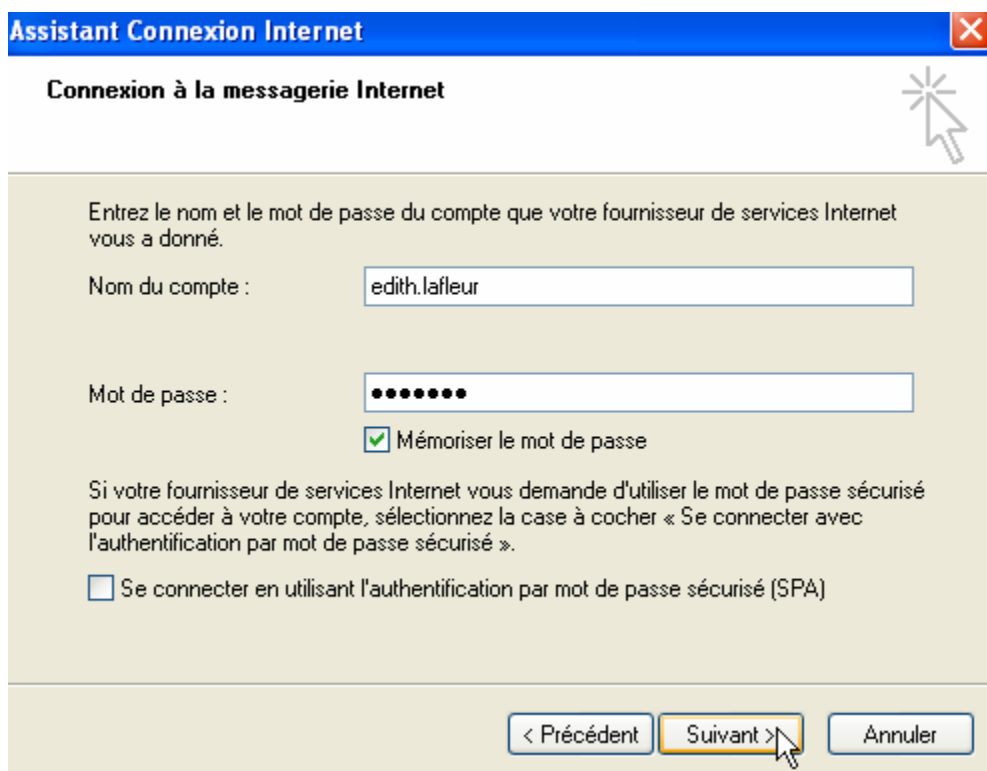 Assistant Connexion Internet
Connexion à la messagerie Internet
Entrez le nom et le mot de passe du compte que votre fournisseur de services Internet
vous a donné.
Nom du compte : edith.lafleur
Mot de passe : ●●●●●●●
Mémoriser le mot de passe
Si votre fournisseur de services Internet vous demande d'utiliser le mot de passe sécurisé
pour accéder à votre compte, sélectionnez la case à cocher « Se connecter avec
l'authentification par mot de passe sécurisé ».
Se connecter en utilisant l'authentification par mot de passe sécurisé (SPA)
< Précédent Suivant > Annuler